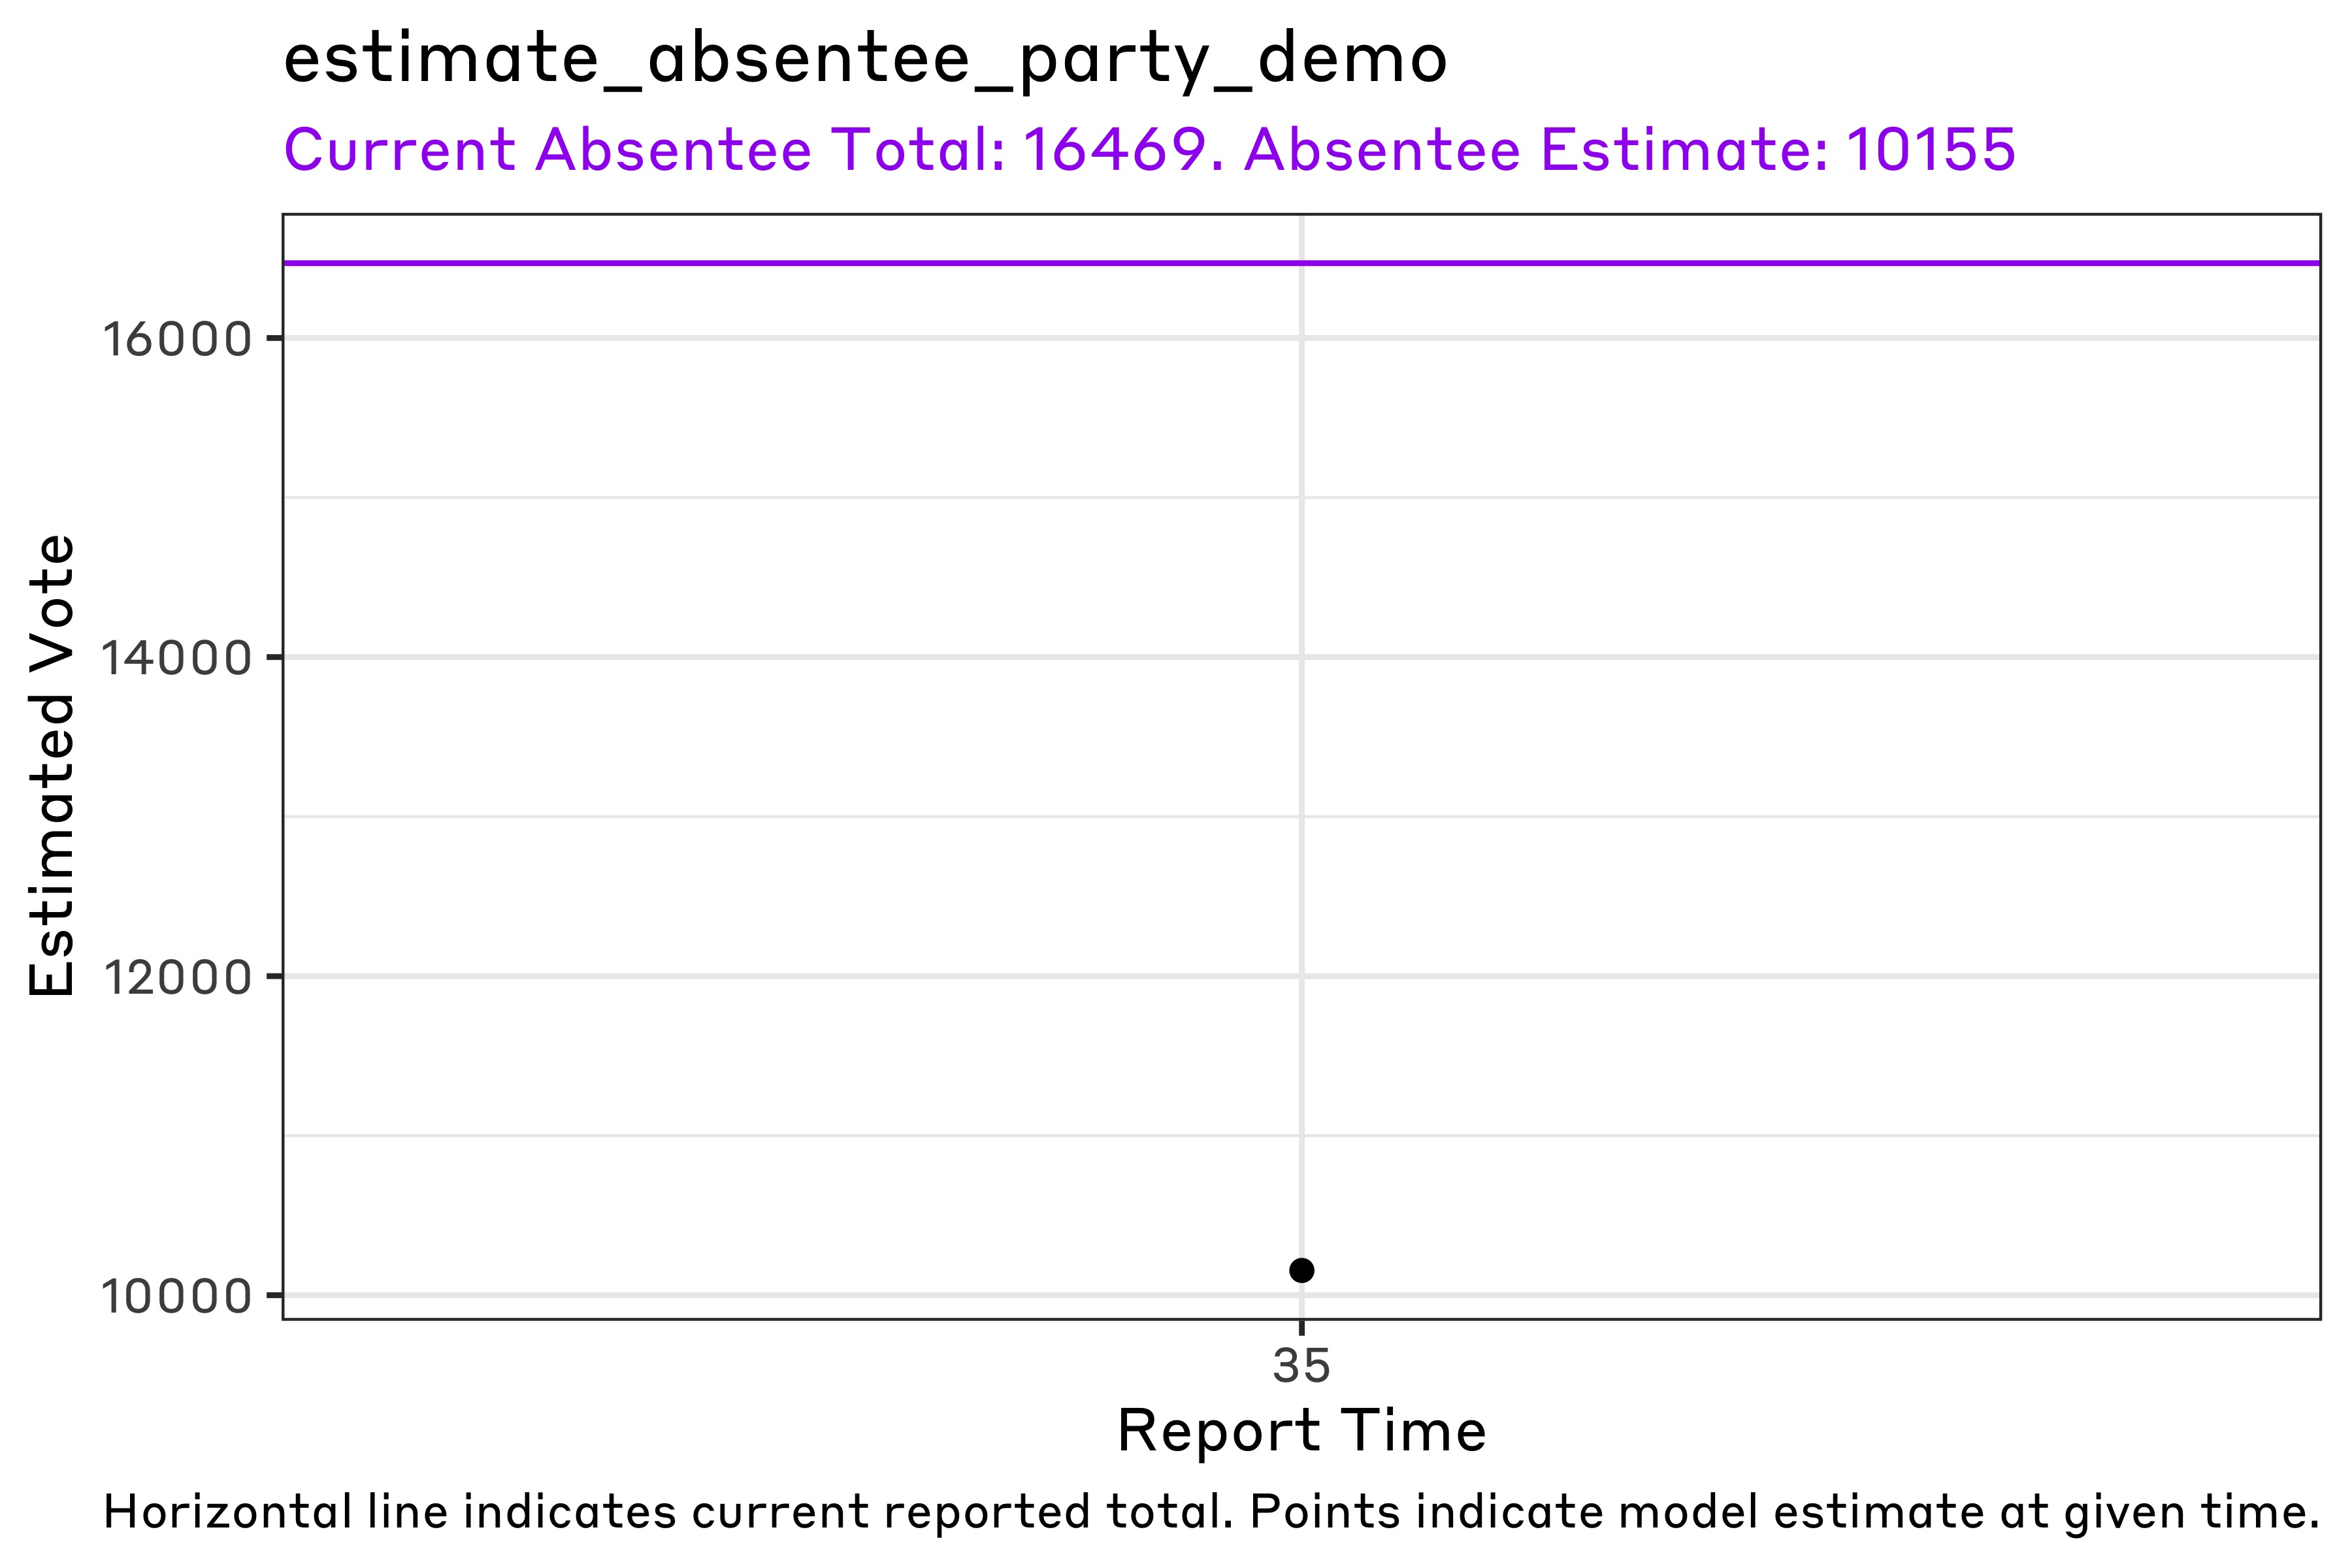 estimate_absentee_party_demo
Current Absentee Total: 16469. Absentee Estimate: 10155
Estimated Vote
16000
14000
12000
10000
35
Report Time
Horizontal line indicates current reported total. Points indicate model estimate at given time.